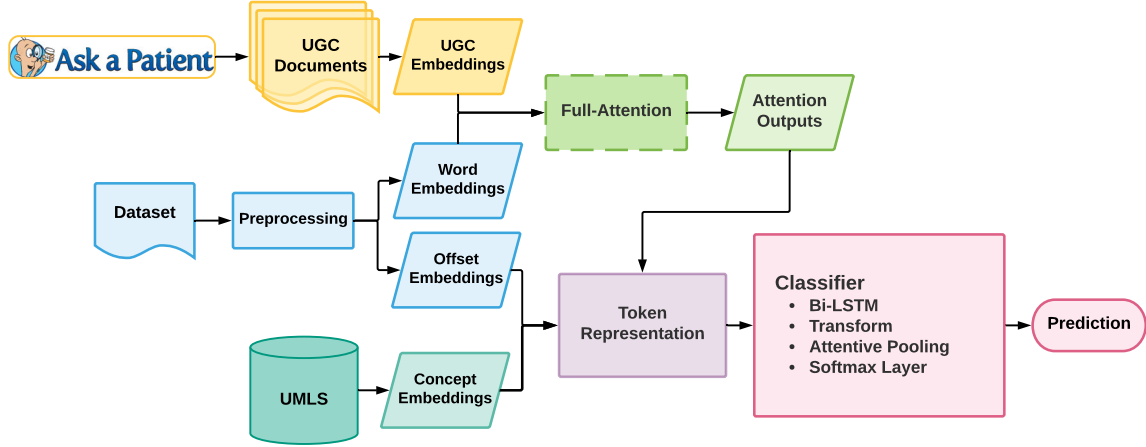 Ask a Patient
UGC
Documents
UGC
Embeddings
Full-Attention
Attention
Outputs
Word
Embeddings
Dataset
Preprocessing
Offset
Embeddings
Token
Representation
Classifier
• Bi-LSTM
• Transform
• Attentive Pooling
• Softmax Layer
Prediction
UMLS
Concept
Embeddings